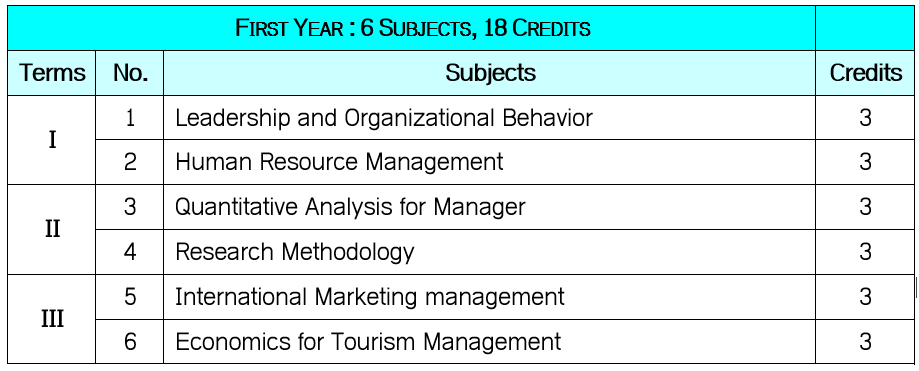 FIRST YEAR : 6 SUBJECTS, 18 CREDITS
Terms No. Subjects Credits
I
1 Leadership and Organizational Behavior 3
2 Human Resource Management 3
II
3 Quantitative Analysis for Manager 3
4 Research Methodology 3
III
5 International Marketing management 3
6 Economics for Tourism Management 3